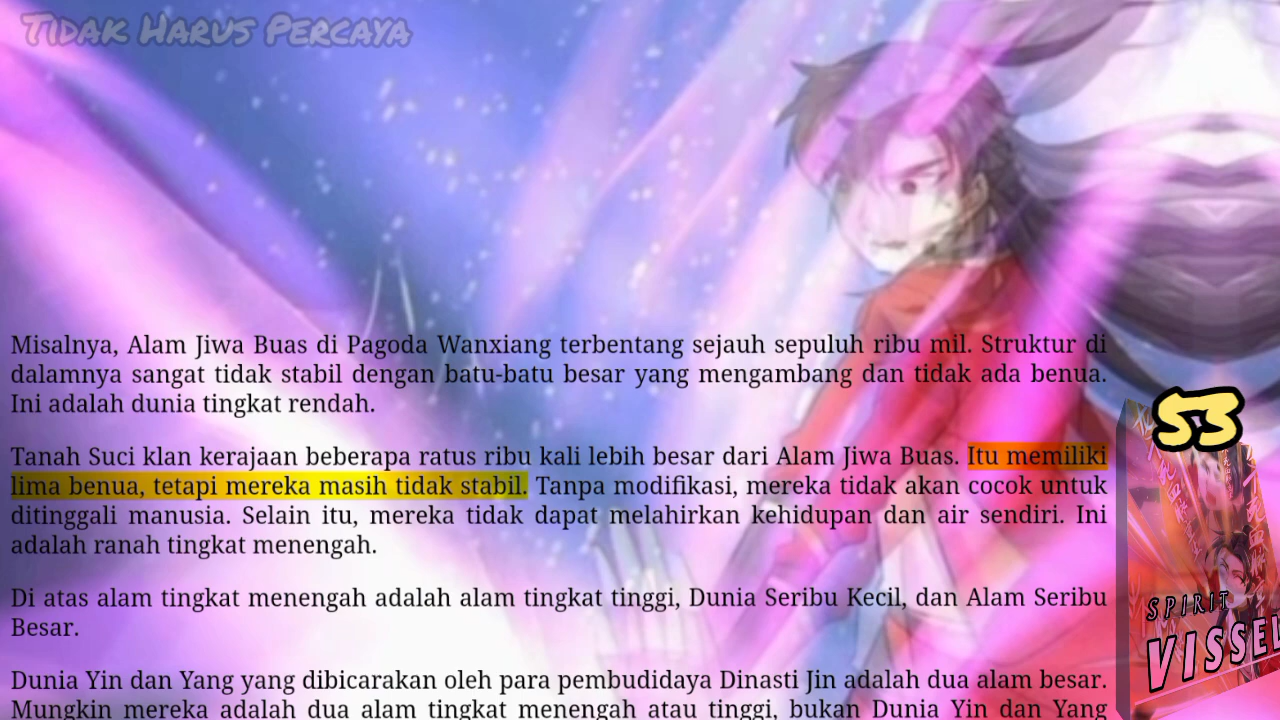 Tidak Harus Percaya
Misalnya, Alam Jiwa Buas di Pagoda Wanxiang terbentang sejauh sepuluh ribu mil. Struktur di
dalamnya sangat tidak stabil dengan batu-batu besar yang mengambang dan tidak ada benua.
Ini adalah dunia tingkat rendah.
Tanah Suci klan kerajaan beberapa ratus ribu kali lebih besar dari Alam Jiwa Buas. Itu memiliki
lima benua, tetapi mereka masih tidak stabil. Tanpa modifikasi, mereka tidak akan cocok untuk
ditinggali manusia. Selain itu, mereka tidak dapat melahirkan kehidupan dan air sendiri. Ini
adalah ranah tingkat menengah.
Di atas alam tingkat menengah adalah alam tingkat tinggi, Dunia Seribu Kecil, dan Alam Seribu
Besar.
Dunia Yin dan Yang yang dibicarakan oleh para pembudidaya Dinasti Jin adalah dua alam besar.
Mungkin mereka adalah dua alam tingkat menengah atau tinggi, bukan Dunia Yin dan Yang
53
SPIRIT
VISSEL